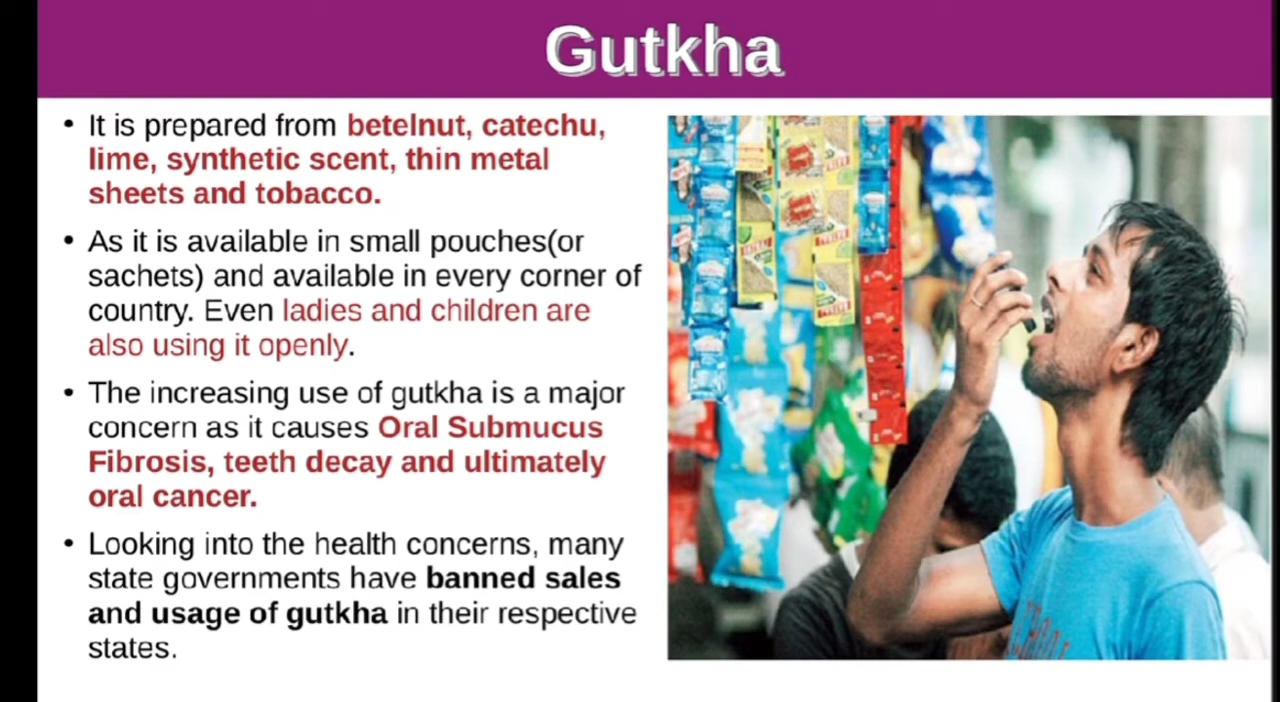 Gutkha
• It is prepared from betelnut, catechu,
lime, synthetic scent, thin metal
sheets and tobacco.
• As it is available in small pouches(or
sachets) and available in every corner of
country. Even ladies and children are
also using it openly.
• The increasing use of gutkha is a major
concern as it causes Oral Submucus
Fibrosis, teeth decay and ultimately
oral cancer.
• Looking into the health concerns, many
state governments have banned sales
and usage of gutkha in their respective
states.